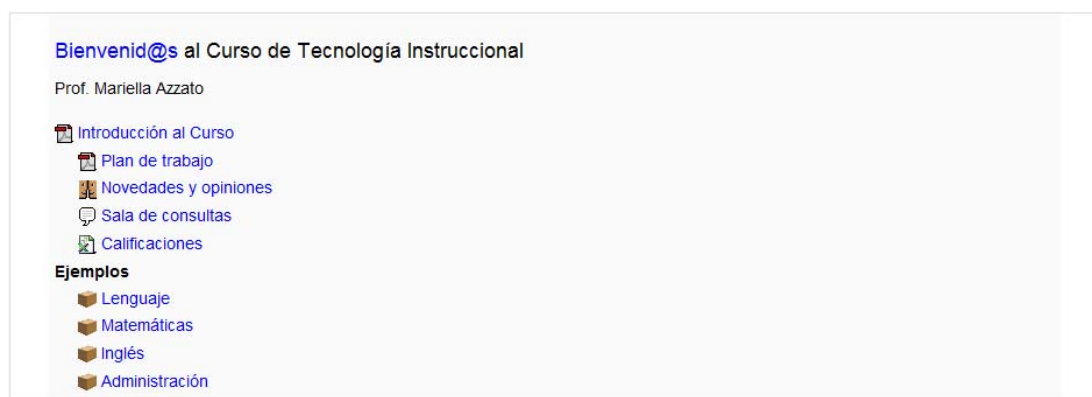 Bienvenid@s al Curso de Tecnología Instruccional
Prof. Mariella Azzato
Introducción al Curso
Plan de trabajo
Novedades y opiniones
Sala de consultas
Calificaciones
Ejemplos
Lenguaje
Matemáticas
Inglés
Administración